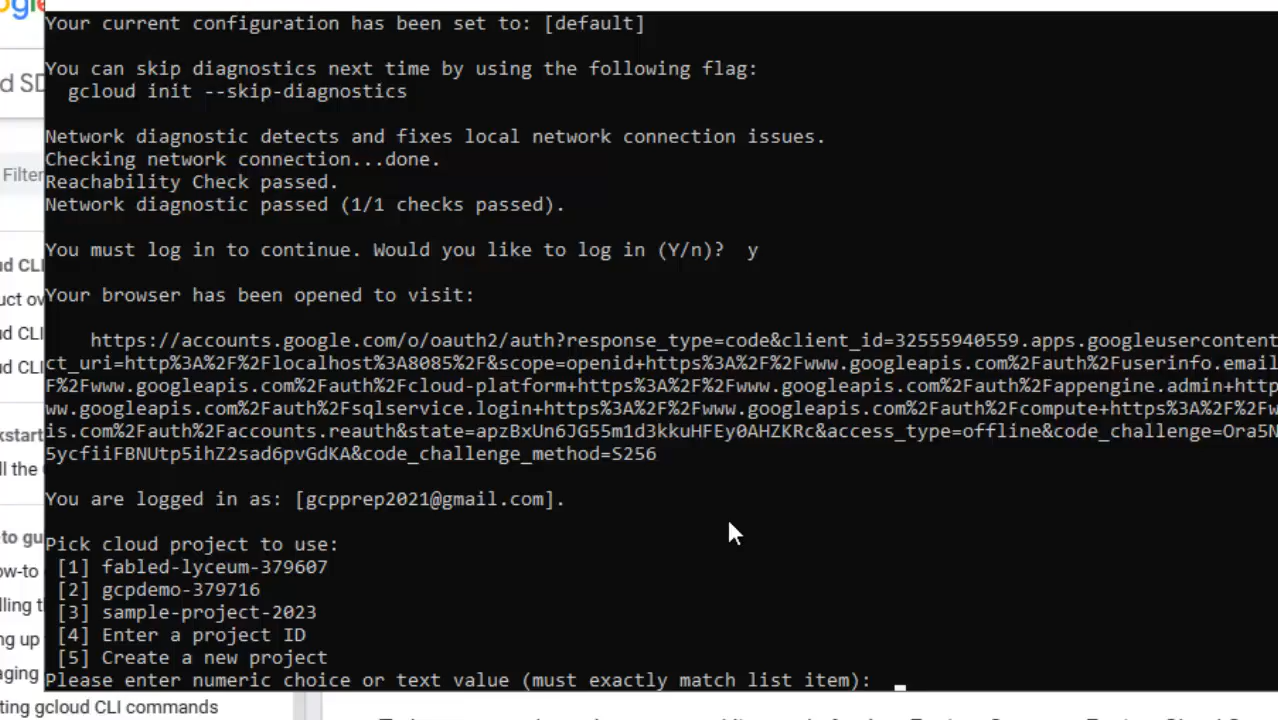 Your current configuration has been set to: [default]
You can skip diagnostics next time by using the following flag:
gcloud init --skip-diagnostics
Network diagnostic detects and fixes local network connection issues.
Checking network connection...done.
Reachability Check passed.
Network diagnostic passed (1/1 checks passed).
You must log in to continue. Would you like to log in (Y/n)? y
Your browser has been opened to visit:
https://accounts.google.com/o/oauth2/auth?response_type=code&client_id=32555940559.apps.googleusercontent
ct_uri=http%3A%2F%2Flocalhost%3A8085%2F&scope=openid+https%3A%2F%2Fwww.googleapis.com%2Fauth%2Fuserinfo.email
F%2Fwww.googleapis.com%2Fauth%2Fcloud-platform+https%3A%2F%2Fwww.googleapis.com%2Fauth%2Fappengine.admin+http
ww.googleapis.com%2Fauth%2Fsqlservice.login+https%3A%2F%2Fwww.googleapis.com%2Fauth%2Fcompute+https%3A%2F%2Fw
is.com%2Fauth%2Faccounts.reauth&state=apzBxUn6JG55m1d3kkuHFEy0AHZKRc&access_type=offline&code_challenge=Ora5N
5ycfiiFBNUtp5ihZ2sad6pvGdKA&code_challenge_method=S256
You are logged in as: [gcpprep2021@gmail.com].
Pick cloud project to use:
[1] fabled-lyceum-379607
[2] gcpdemo-379716
[3] sample-project-2023
[4] Enter a project ID
[5] Create a new project
Please enter numeric choice or text value (must exactly match list item):
d SD
Filter
ud CLI
uct ov
ud CLI
ud CLI
kstart
ll the
to gu
ow-to
lling t
ng up
aging
ting gcloud CLI commands